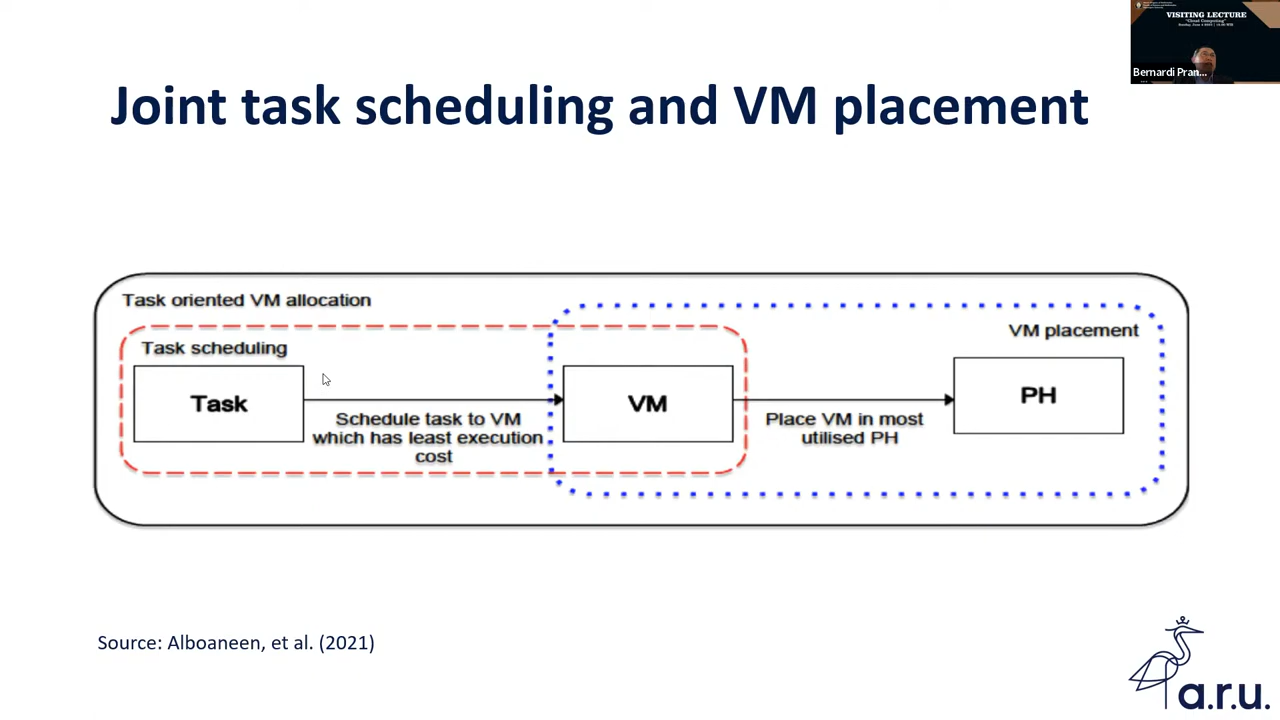 VISITING LECTURE
"Cloud Computing"
Bernardi Pran...
Joint task scheduling and VM placement
Task oriented VM allocation
VM placement
Task scheduling
Task
Schedule task to VM
which has least execution
cost
VM
Place VM in most
utilised PH
PH
Source: Alboaneen, et al. (2021)
a.r.u.